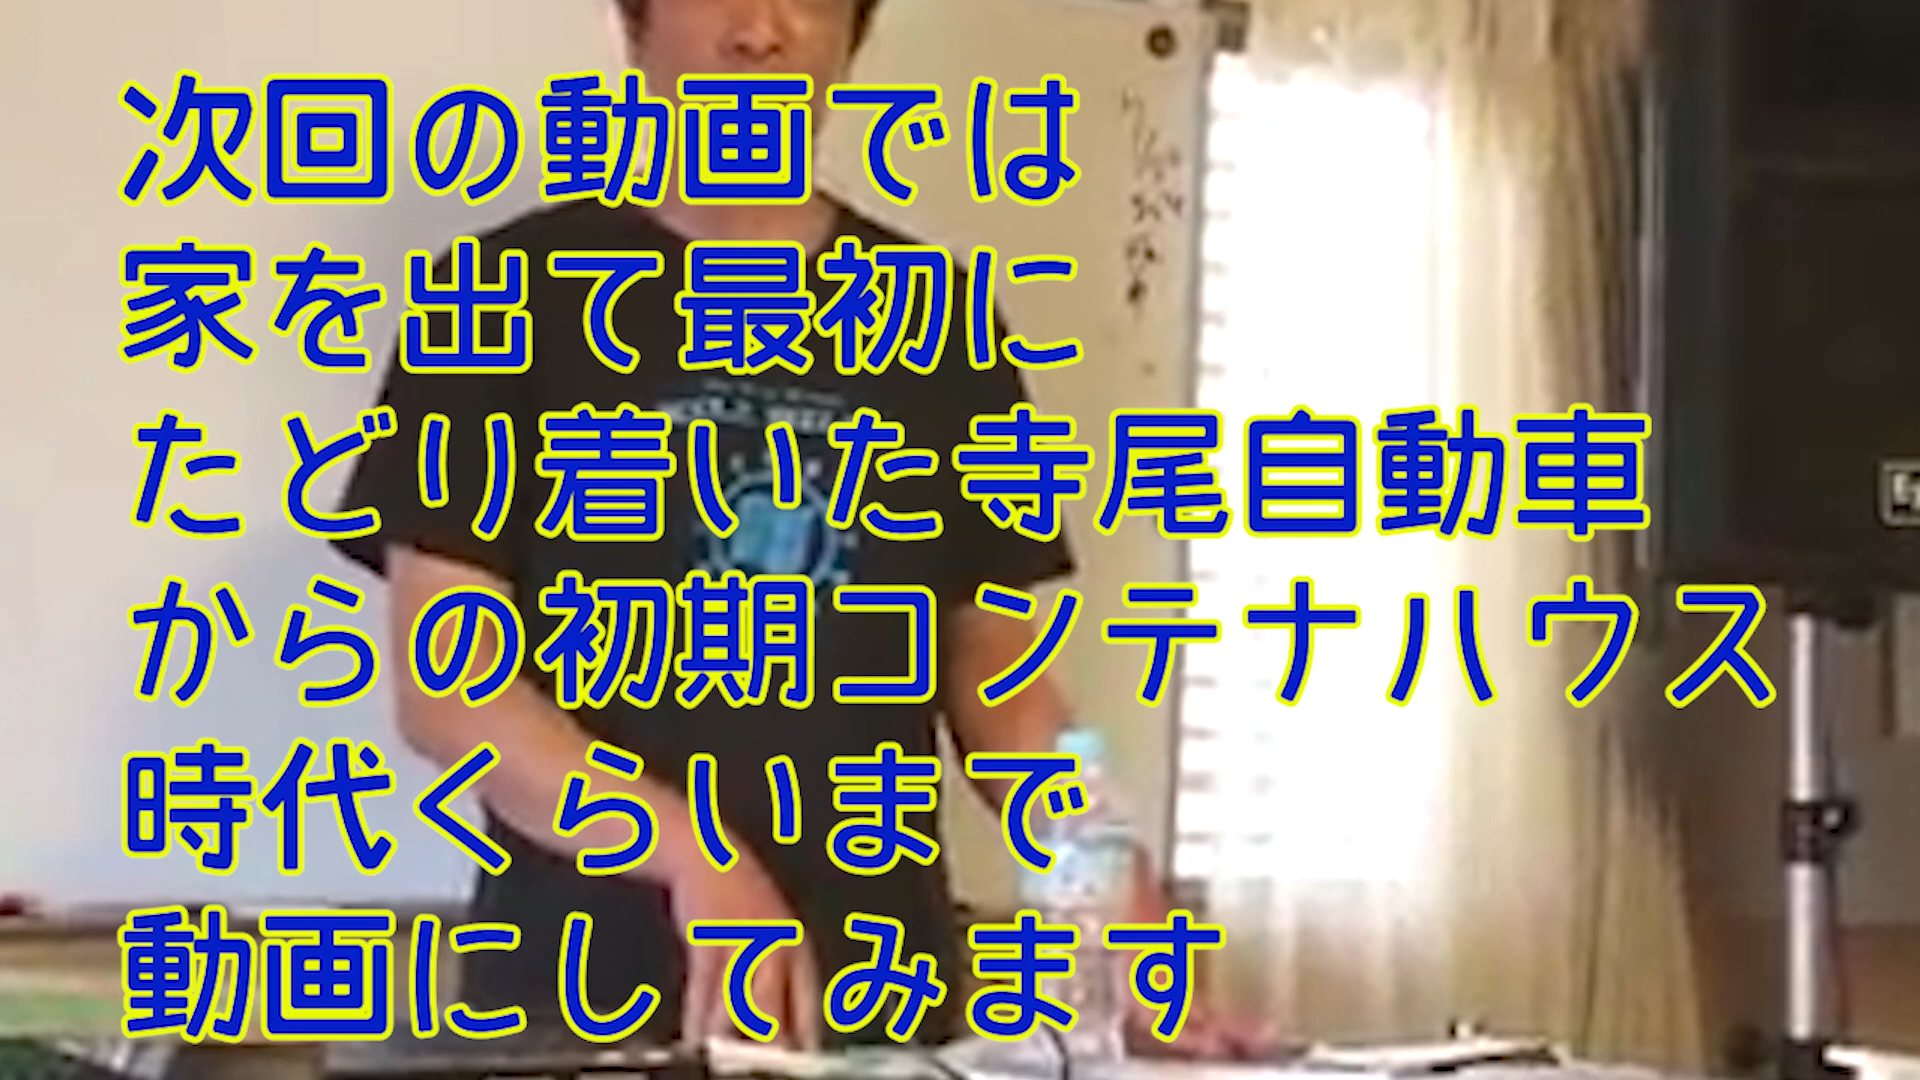 次回の動画では
家を出て最初に
たどり着いた寺尾自動車
からの初期コンテナハウス
時代くらいまで
動画にしてみます